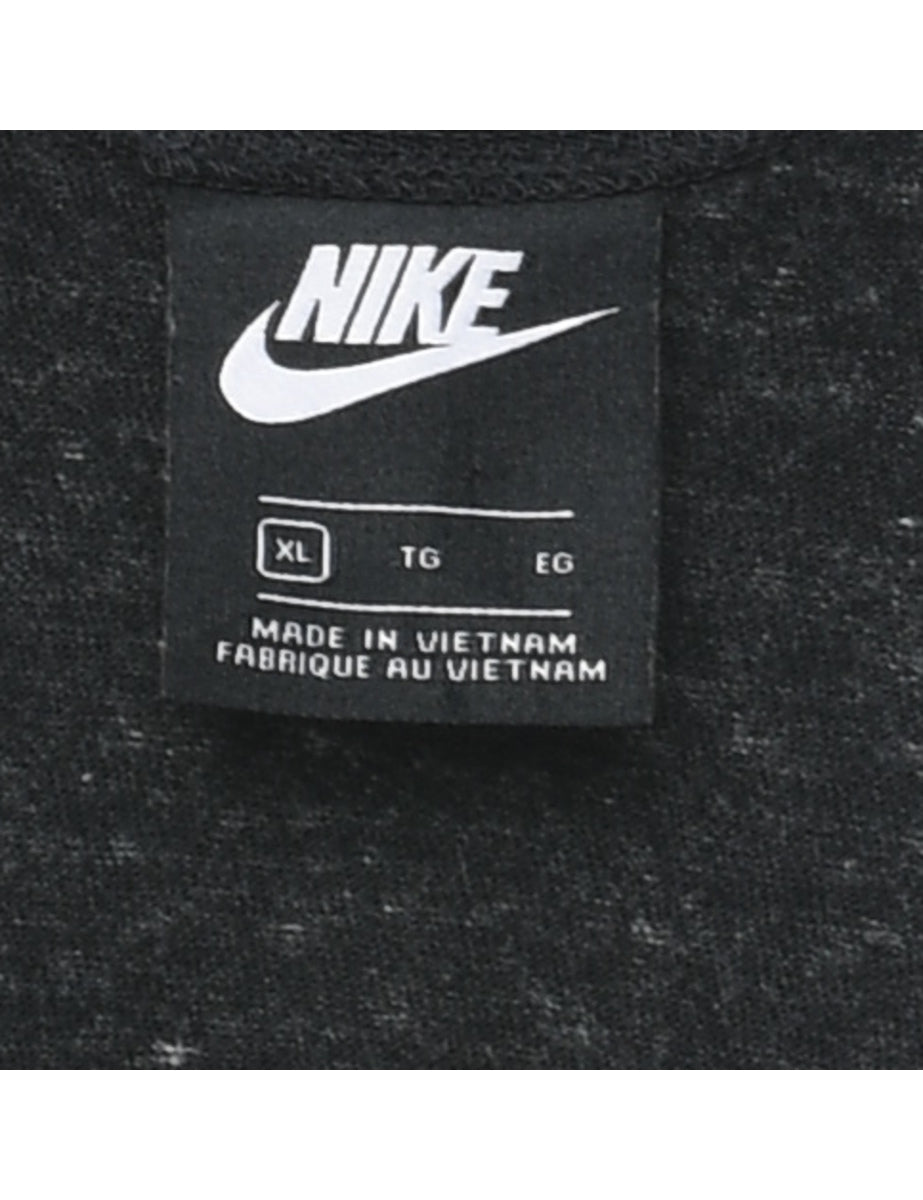 NIKE
XL TG EG
MADE IN VIETNAM
FABRIQUE AU VIETNAM